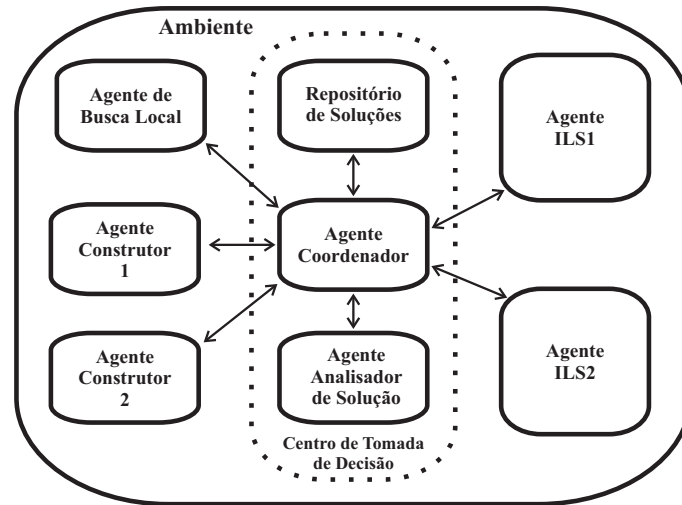 Ambiente
Agente de
Busca Local
Repositório
de Soluções
Agente
ILS1
Agente
Construtor
1
Agente
Coordenador
Agente
Construtor
2
Agente
Analisador
de Solução
Agente
ILS2
Centro de Tomada
de Decisão